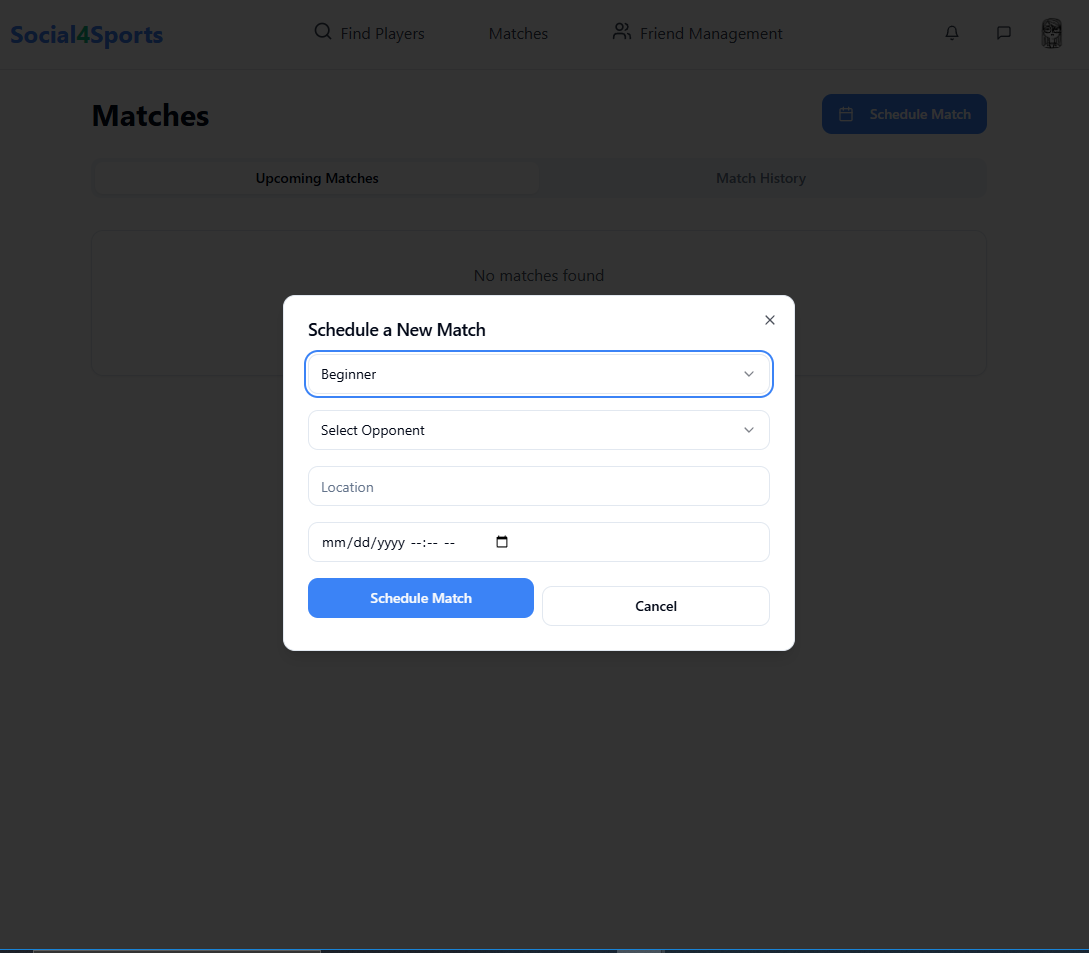 Social4Sports
Find Players
Matches
Friend Management
Matches
Schedule Match
Upcoming Matches
Match History
No matches found
Schedule a New Match
Beginner
Select Opponent
Location
mm/dd/yyyy --:-- --
Schedule Match
Cancel